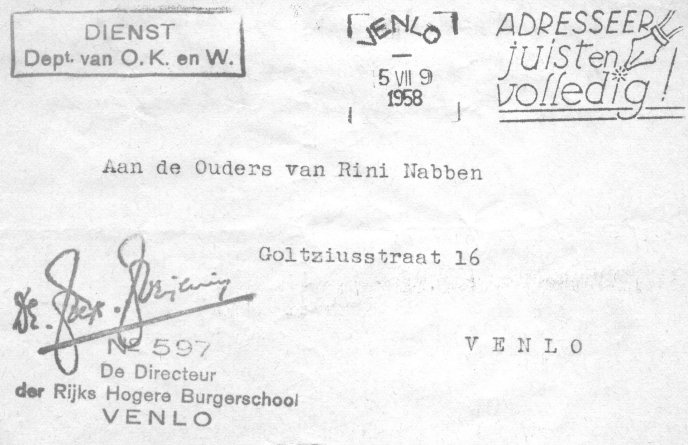 DIENST
Dept. van O. K. en W.
VENLO
5 VII 9
1958
ADRESSEER
juist en
volledig!
Aan de Ouders van Rini Nabben
Goltziusstraat 16
VENLO
No 597
De Directeur
der Rijks Hogere Burgerschool
VENLO